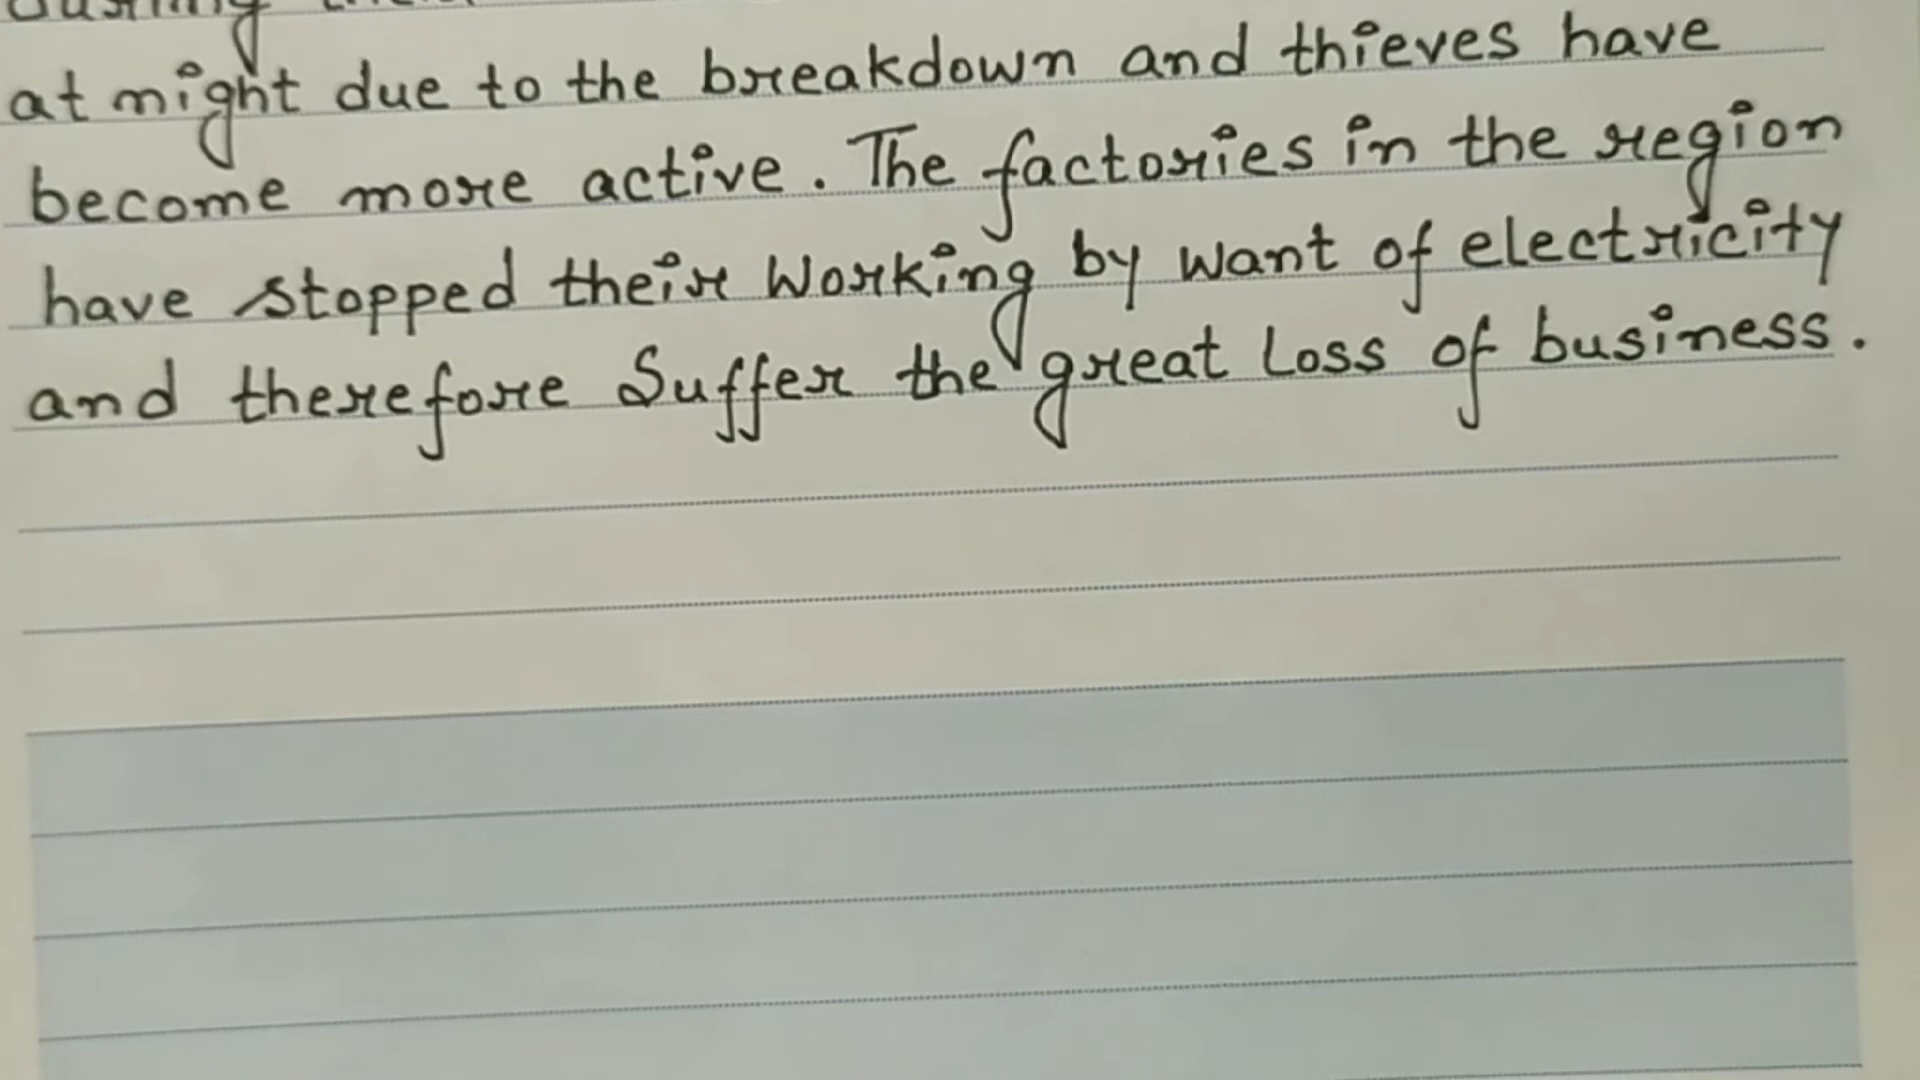 at night due to the breakdown and thieves have
become more active. The factories in the region
have stopped their working by want of electricity
and therefore suffer the great loss of business.